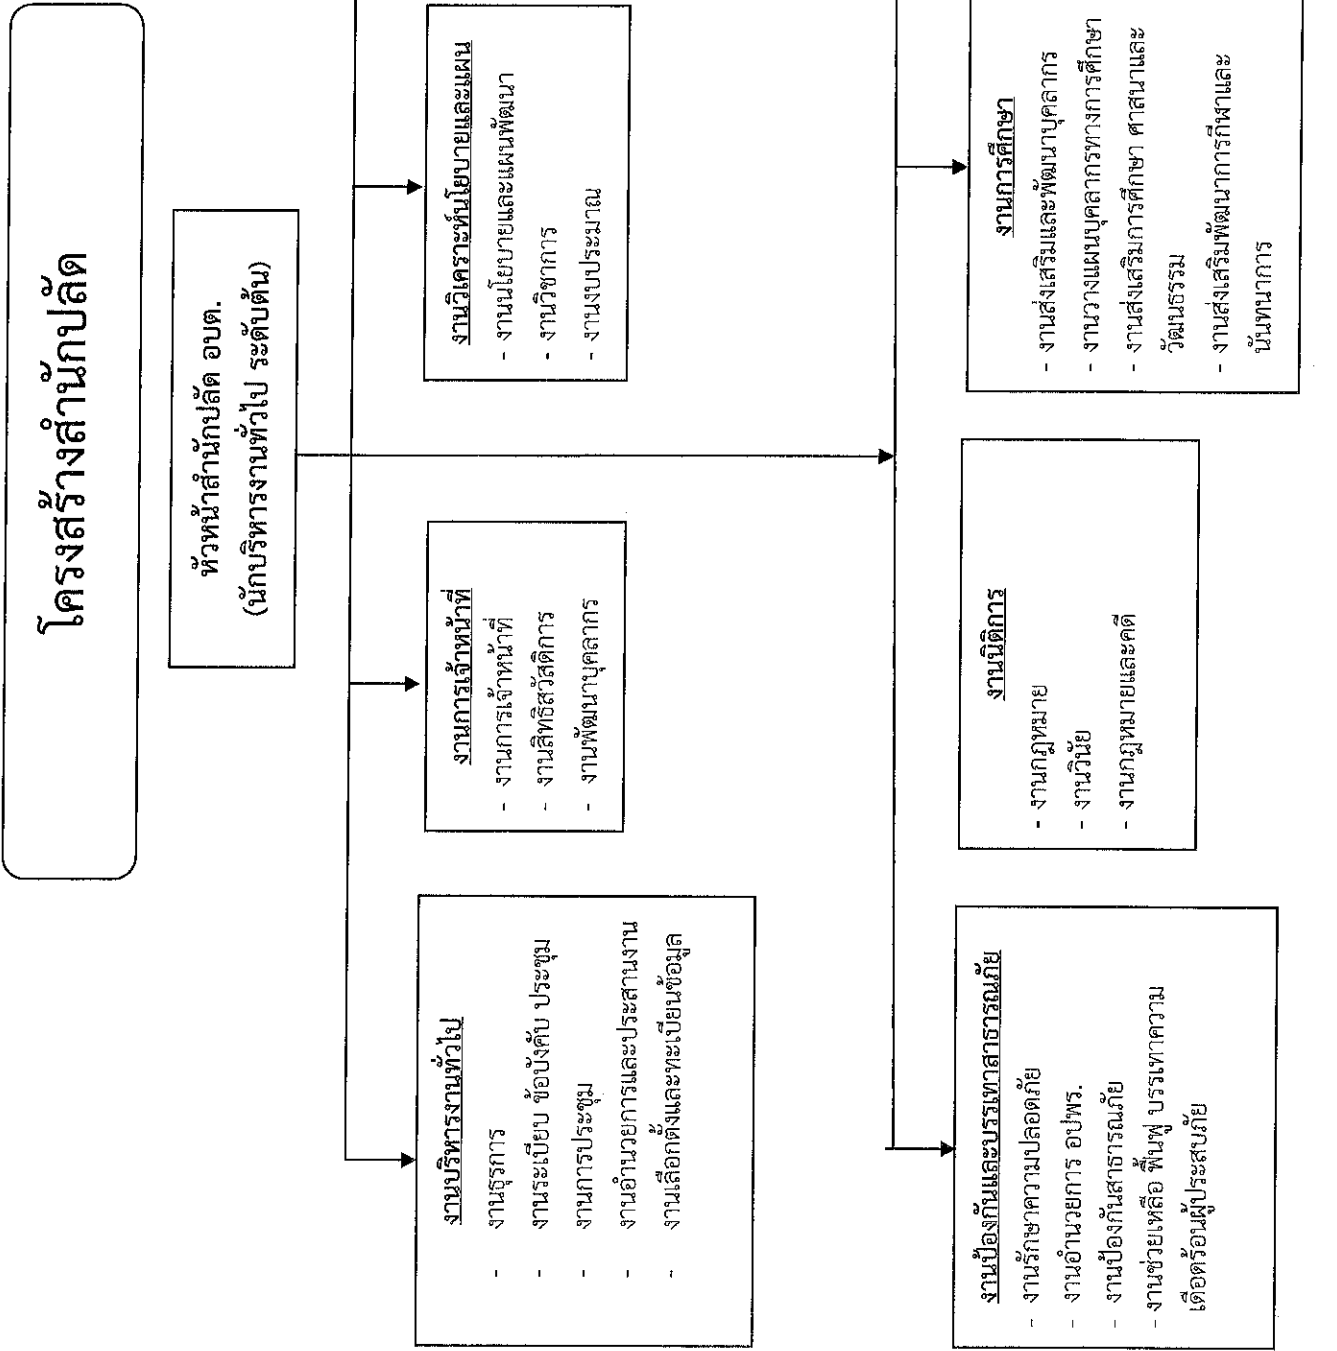 โครงสร้างสำนักปลัด
หัวหน้าสำนักปลัด อบต.
(นักบริหารงานทั่วไป ระดับต้น)
งานบริหารงานทั่วไป
- งานธุรการ
- งานระเบียบ ข้อบังคับ ประชุม
- งานการประชุม
- งานอำนวยการและประสานงาน
- งานเลือกตั้งและทะเบียนข้อมูล
งานการเจ้าหน้าที่
- งานการเจ้าหน้าที่
- งานสิทธิสวัสดิการ
- งานพัฒนาบุคลากร
งานวิเคราะห์นโยบายและแผน
- งานนโยบายและแผนพัฒนา
- งานวิชาการ
- งานงบประมาณ
งานป้องกันและบรรเทาสาธารณภัย
- งานรักษาความปลอดภัย
- งานอำนวยการ อปพร.
- งานป้องกันสาธารณภัย
- งานช่วยเหลือ ฟื้นฟู บรรเทาความ
เดือดร้อนผู้ประสบภัย
งานนิติการ
- งานกฎหมาย
- งานวินัย
- งานกฎหมายและคดี
งานการศึกษา
- งานส่งเสริมและพัฒนาบุคลากร
- งานวางแผนบุคลากรทางการศึกษา
- งานส่งเสริมการศึกษา ศาสนาและ
วัฒนธรรม
- งานส่งเสริมพัฒนาการกีฬาและ
นันทนาการ